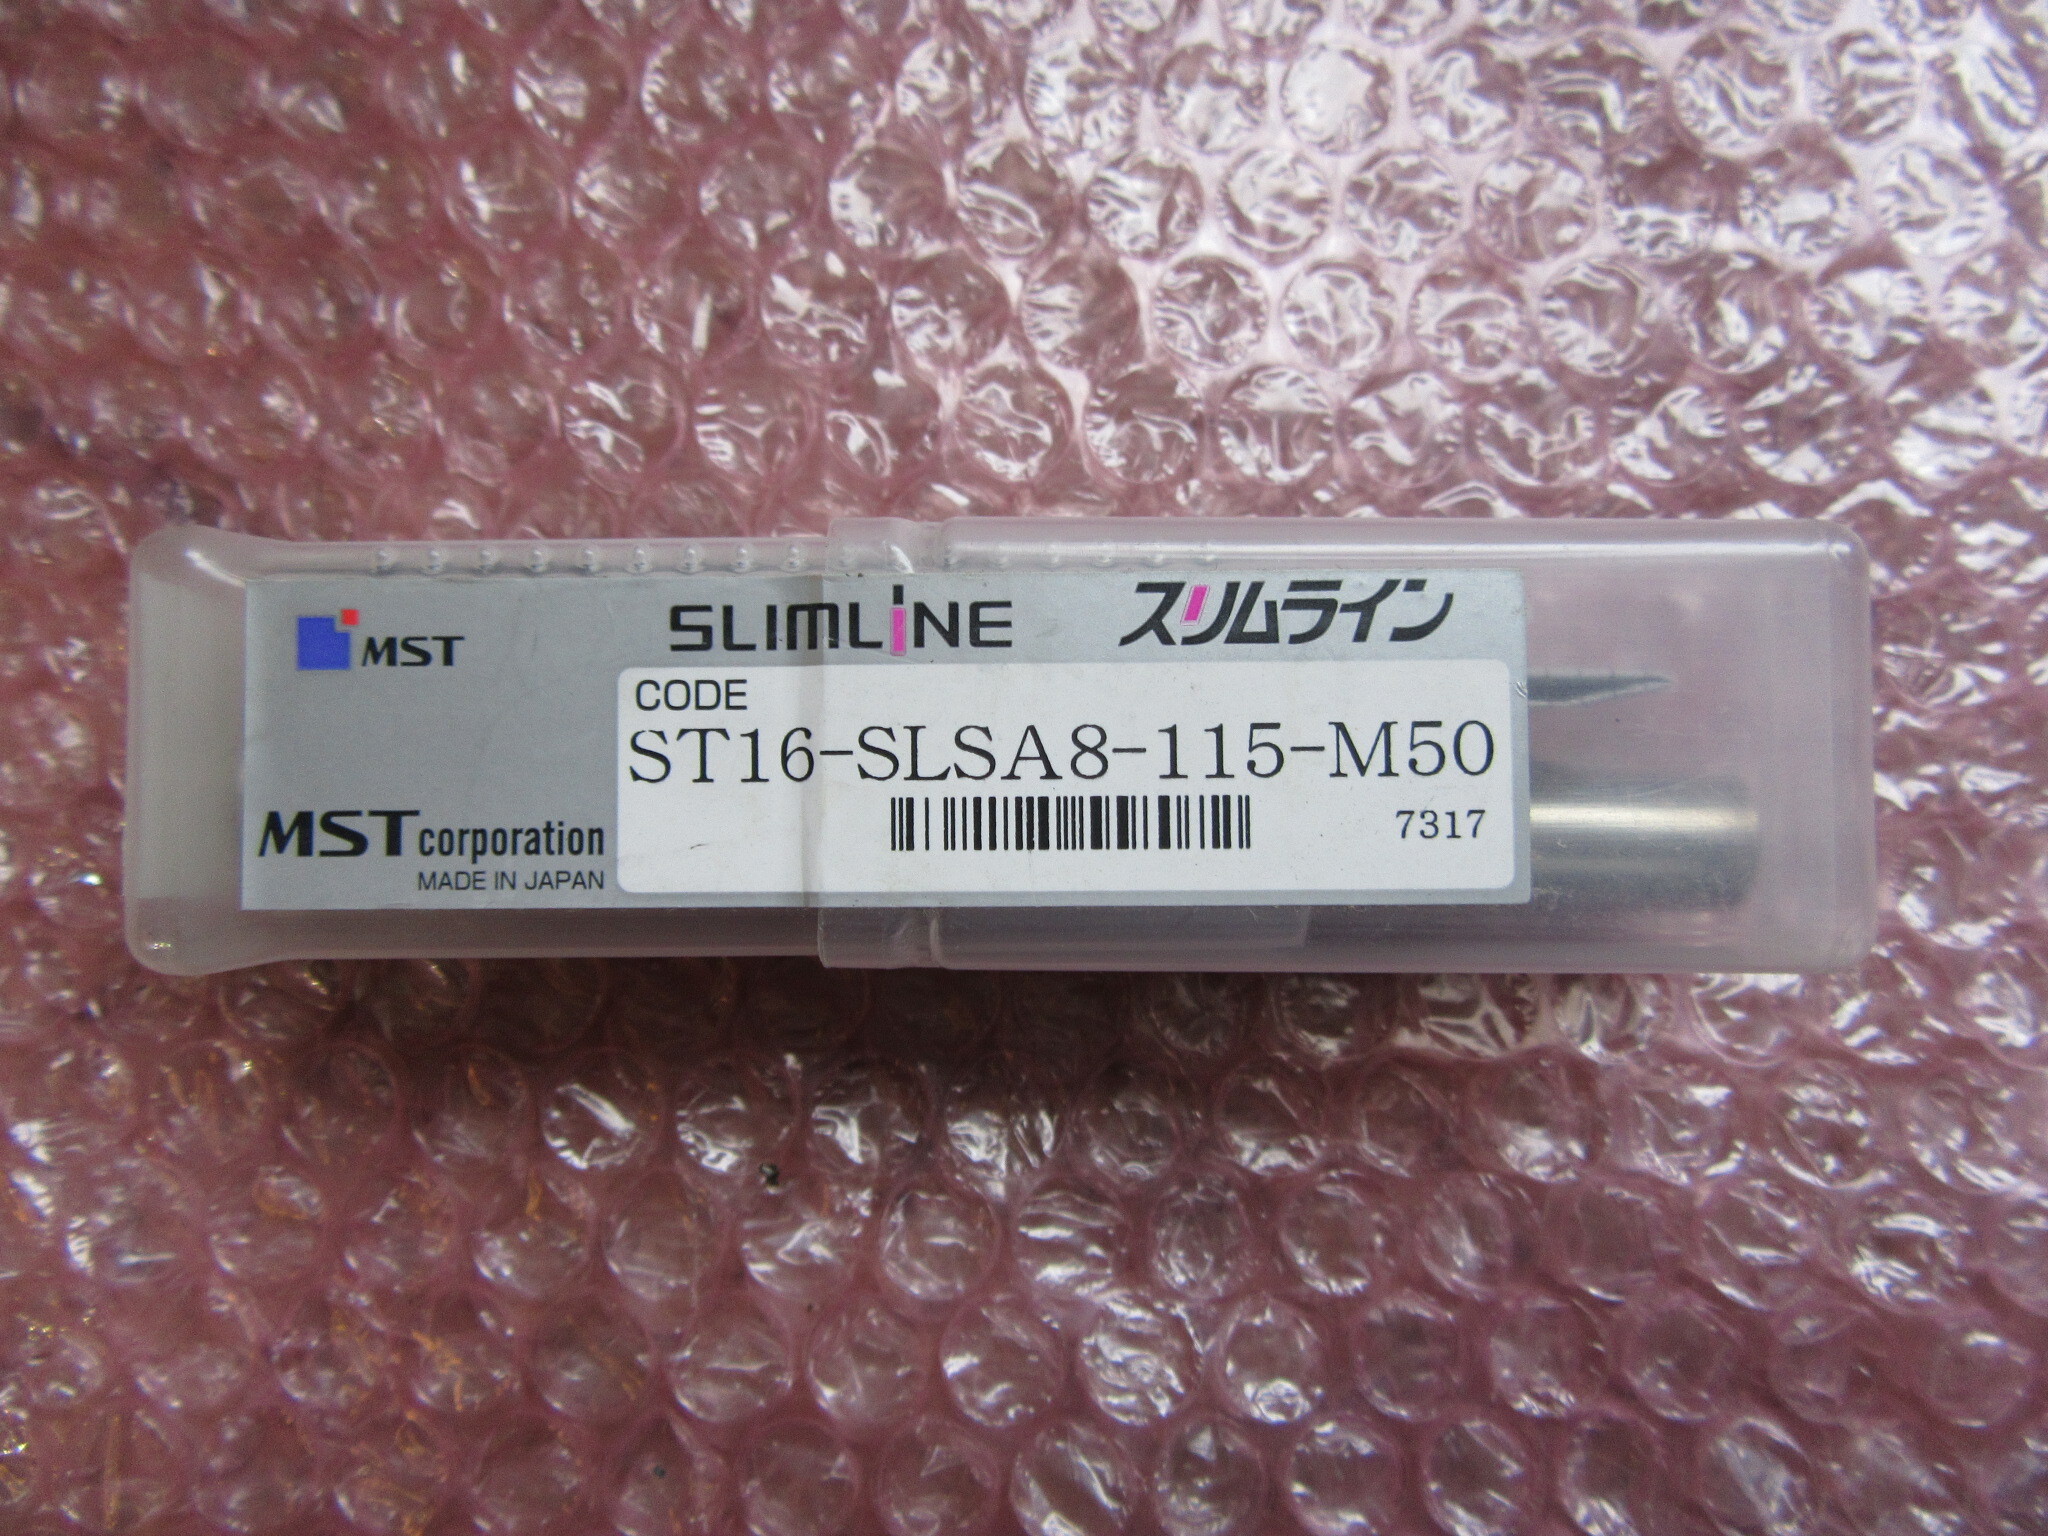 MST
SLIMLINE
スリムライン
CODE
ST16-SLSA8-115-M50
7317
MST corporation
MADE IN JAPAN